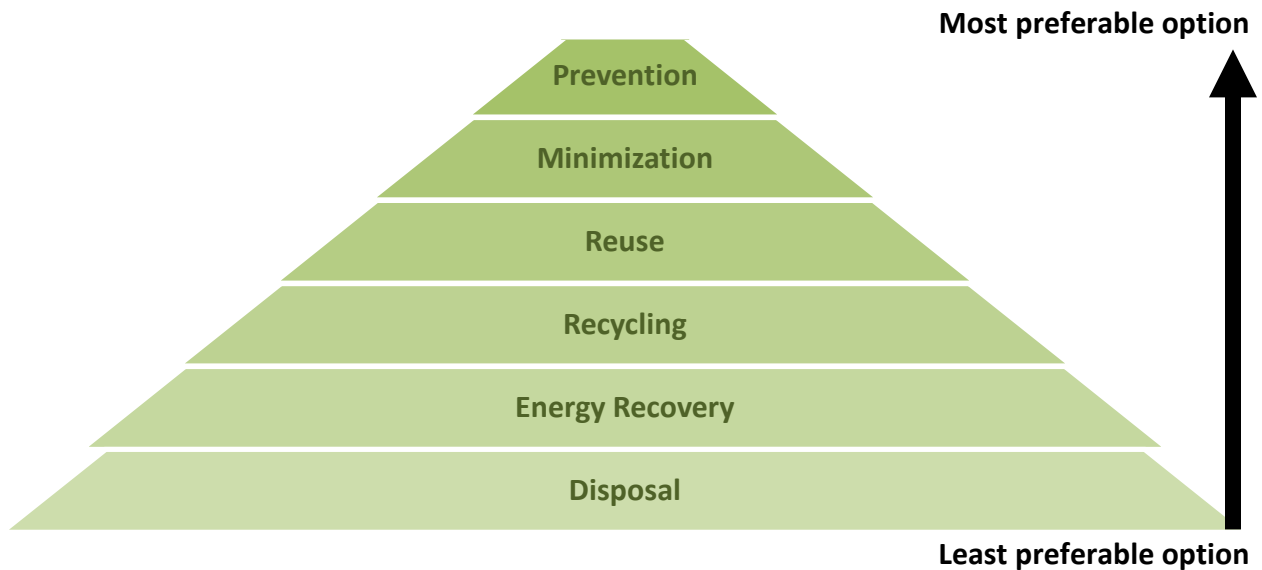 Most preferable option
Prevention
Minimization
Reuse
Recycling
Energy Recovery
Disposal
Least preferable option